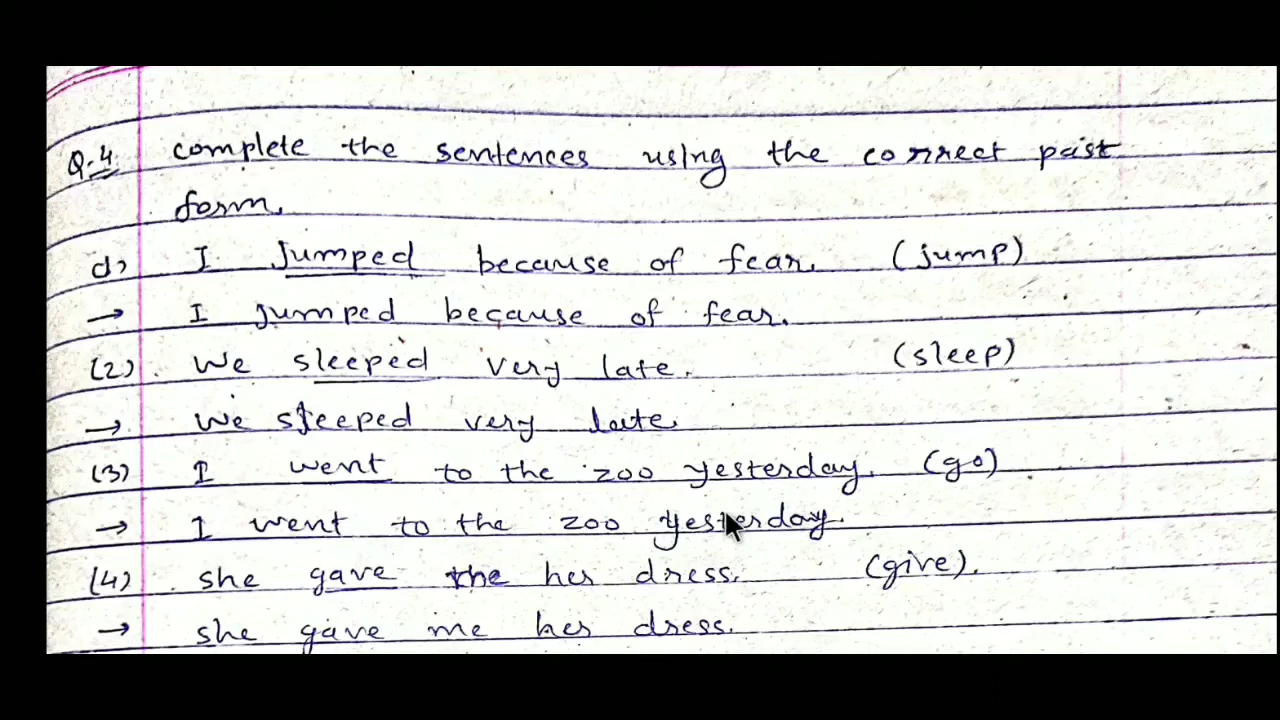 Q.4 complete the sentences using the correct past
form.
(1) I Jumped because of fear. (jump)
→ I Jumped because of fear.
(2) We sleeped very late. (sleep)
→ We sleeped very late.
(3) I went to the zoo yesterday. (go)
→ I went to the zoo yesterday.
(4) she gave the her dress. (give).
→ she gave me her dress.